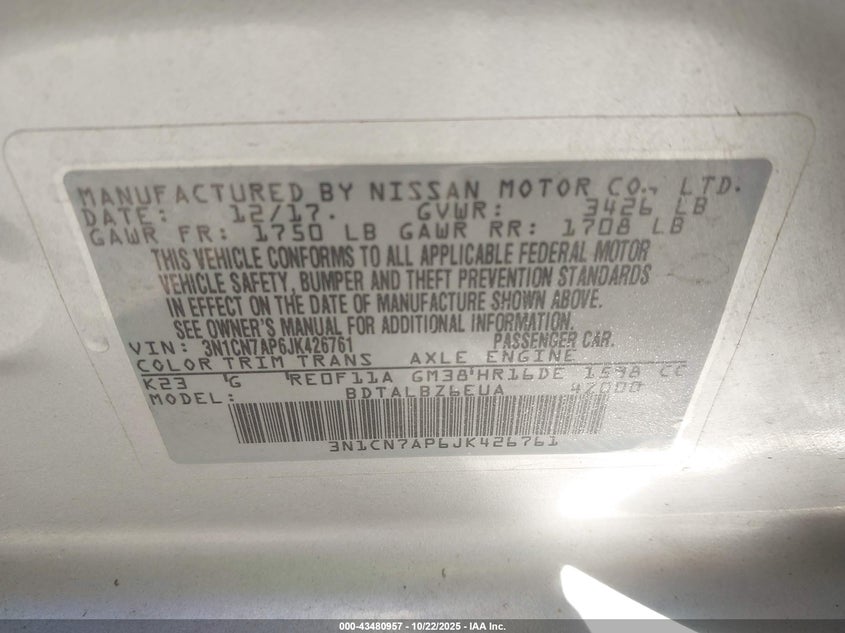 MANUFACTURED BY NISSAN MOTOR CO., LTD.
DATE: 12/17. GVWR: 3426 LB
GAWR FR: 1750 LB GAWR RR: 1708 LB
THIS VEHICLE CONFORMS TO ALL APPLICABLE FEDERAL MOTOR
VEHICLE SAFETY, BUMPER AND THEFT PREVENTION STANDARDS
IN EFFECT ON THE DATE OF MANUFACTURE SHOWN ABOVE.
SEE OWNER'S MANUAL FOR ADDITIONAL INFORMATION.
VIN: 3N1CN7AP6JK426761 PASSENGER CAR.
COLOR TRIM TRANS AXLE ENGINE
K23 G RE0F11A GM38 HR16DE 1598 CC
MODEL: BDTALBZ6EUA 42000
3N1CN7AP6JK426761
000-43480957 - 10/22/2025 - IAA Inc.